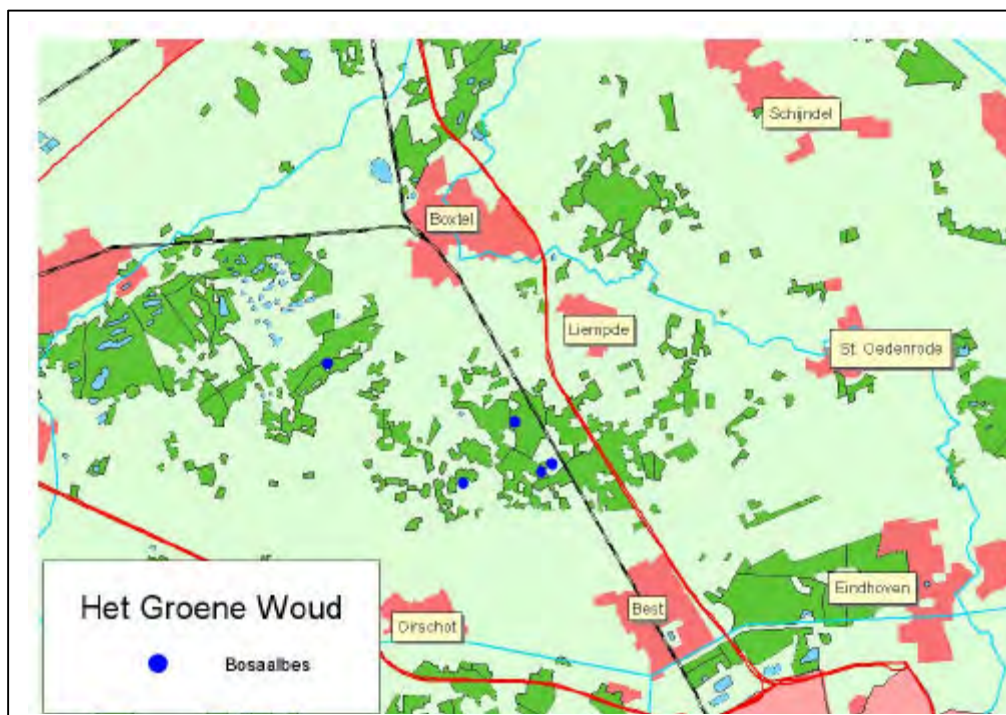 Schijndel
Boxtel
Liempde
St. Oedenrode
Eindhoven
Best
Oirschot
Het Groene Woud
Bosaalbes